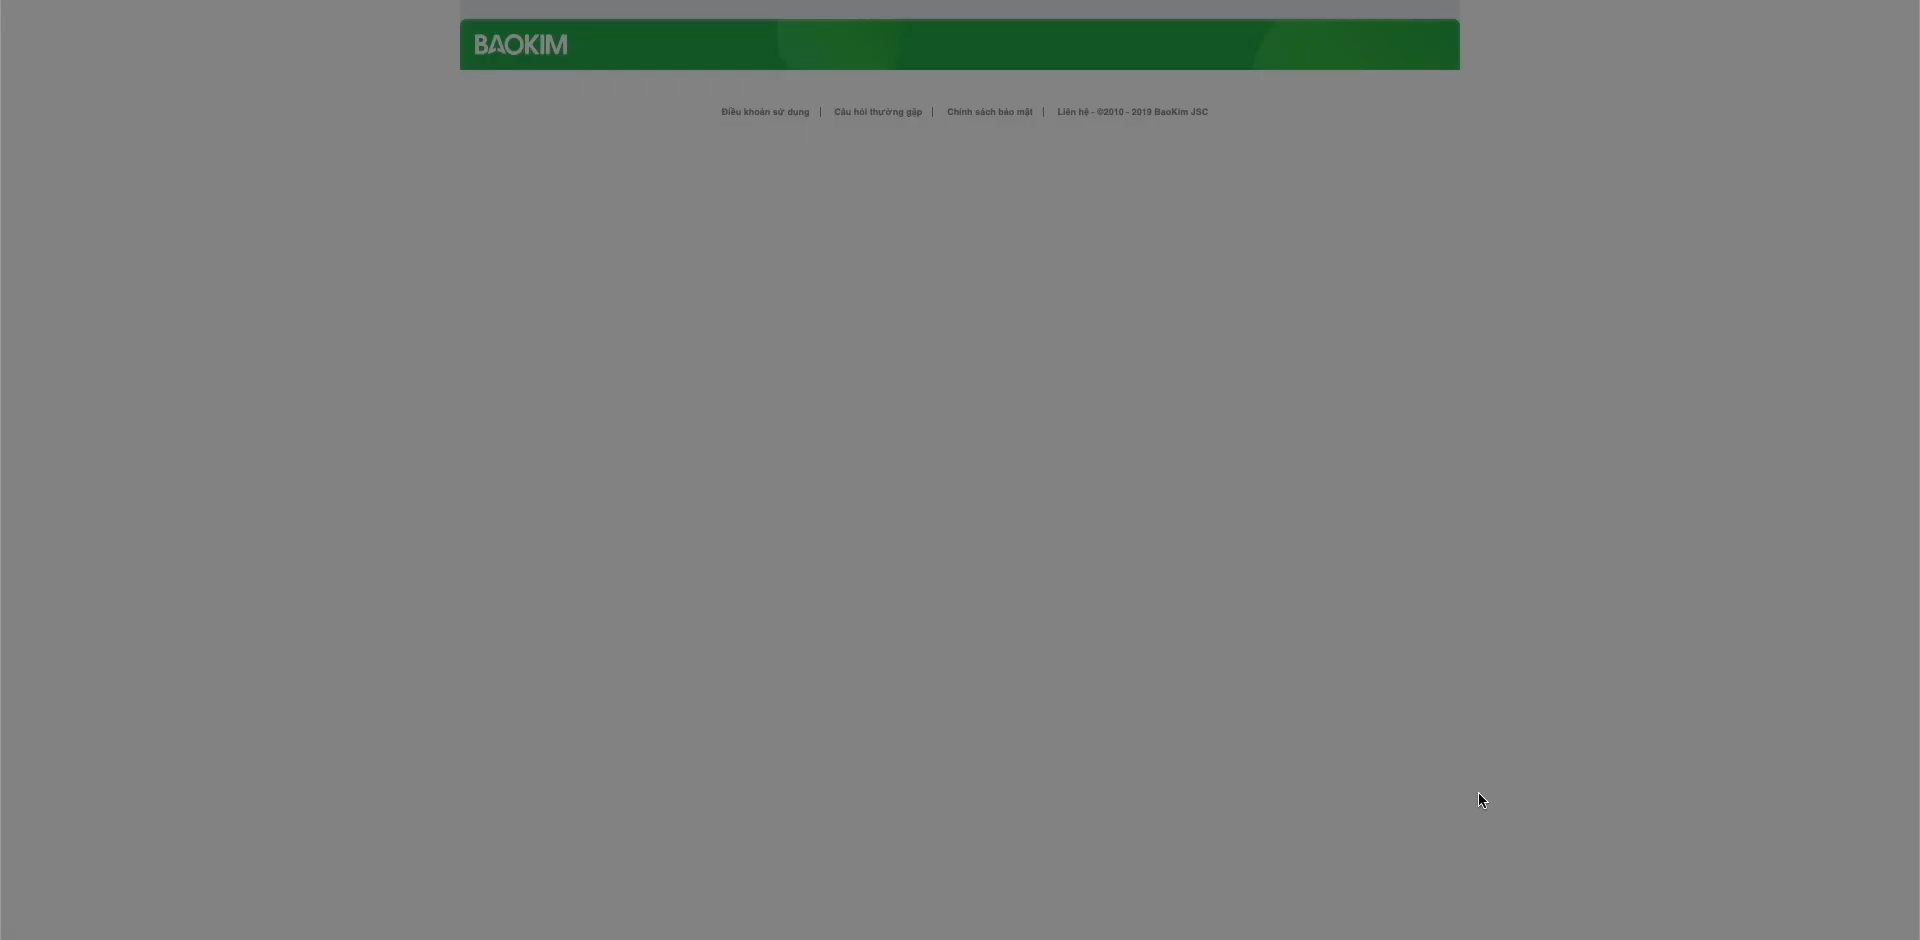 BAOKIM
Điều khoản sử dụng | Câu hỏi thường gặp | Chính sách bảo mật | Liên hệ - ©2010 - 2019 BaoKim JSC